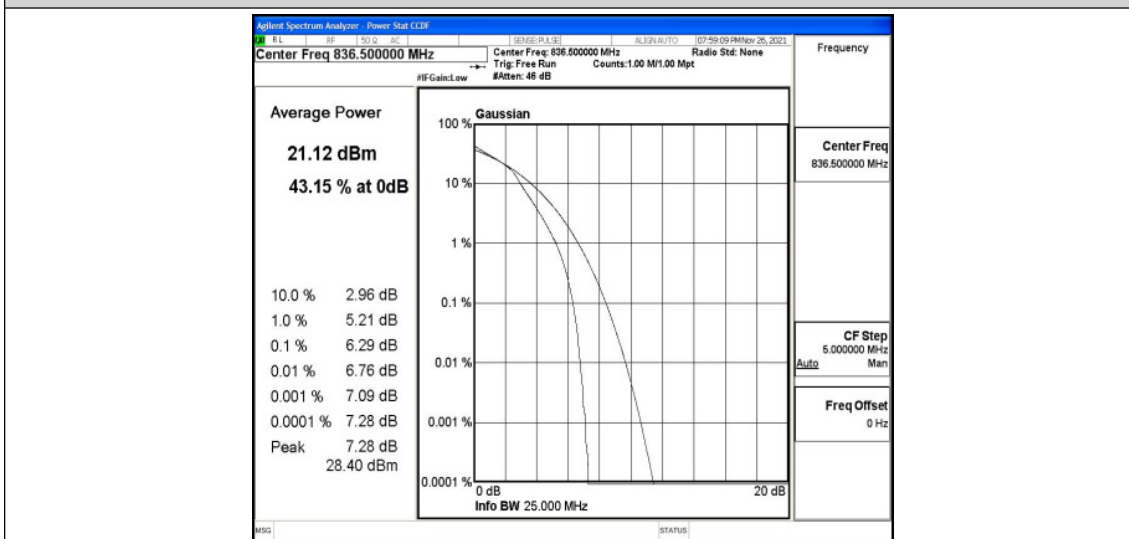 Agilent Spectrum Analyzer - Power Stat CCDF
RL RF 50 Ω AC SENSE:PULSE ALIGN AUTO 07:59:09 PM Nov 26, 2021
Center Freq 836.500000 MHz
Center Freq: 836.500000 MHz Radio Std: None
Trig: Free Run Counts:1.00 M/1.00 Mpt
#IFGain:Low #Atten: 46 dB
Frequency
Average Power
21.12 dBm
43.15 % at 0dB
10.0 % 2.96 dB
1.0 % 5.21 dB
0.1 % 6.29 dB
0.01 % 6.76 dB
0.001 % 7.09 dB
0.0001 % 7.28 dB
Peak 7.28 dB
28.40 dBm
Gaussian
100 %
10 %
1 %
0.1 %
0.01 %
0.001 %
0.0001 %
0 dB 20 dB
Info BW 25.000 MHz
Center Freq
836.500000 MHz
CF Step
5.000000 MHz
Auto Man
Freq Offset
0 Hz
MSG STATUS